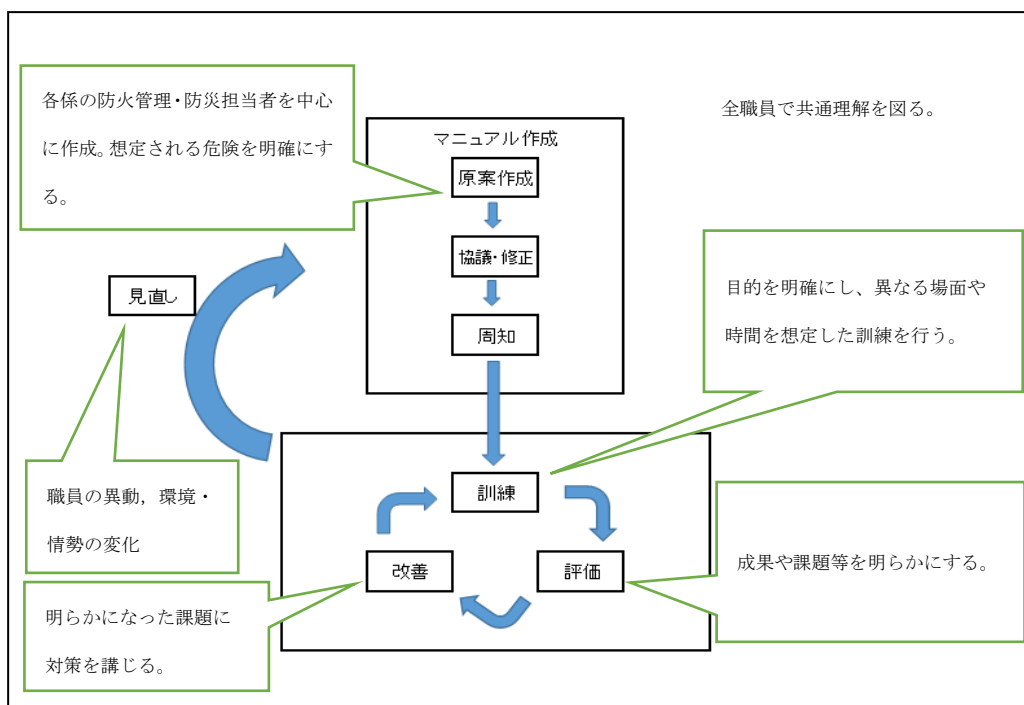 各係の防火管理・防災担当者を中心
に作成。想定される危険を明確にす
る。
全職員で共通理解を図る。
マニュアル作成
原案作成
協議・修正
周知
見直し
目的を明確にし、異なる場面や
時間を想定した訓練を行う。
訓練
職員の異動，環境・
情勢の変化
改善
評価
成果や課題等を明らかにする。
明らかになった課題に
対策を講じる。